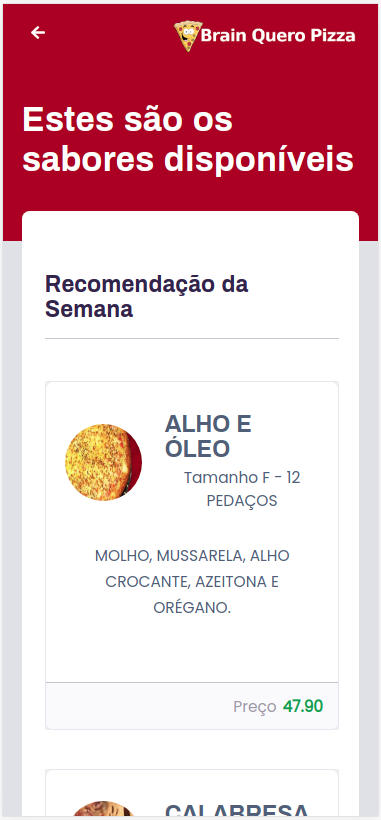 Brain Quero Pizza
Estes são os
sabores disponíveis
Recomendação da
Semana
ALHO E
ÓLEO
Tamanho F - 12
PEDAÇOS
MOLHO, MUSSARELA, ALHO
CROCANTE, AZEITONA E
ORÉGANO.
Preço 47.90
CALABRESA